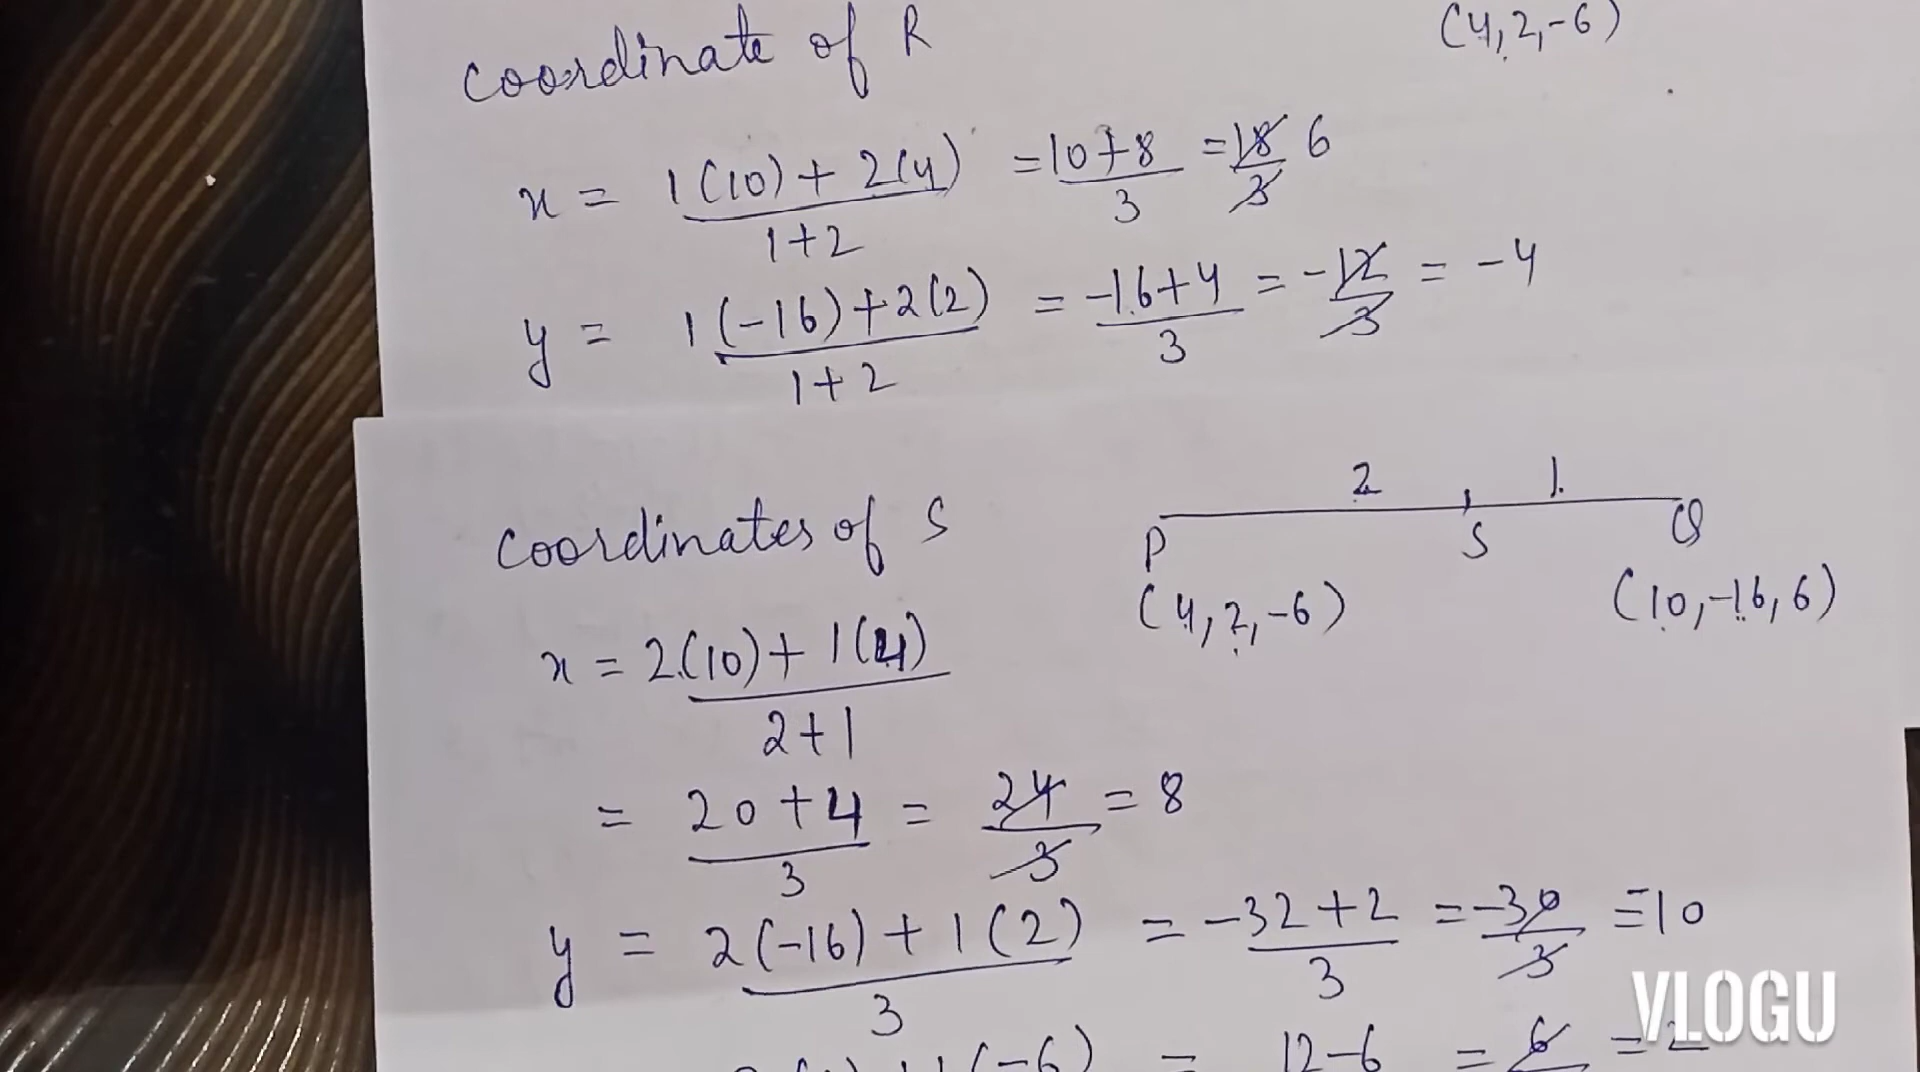 coordinate of R
(4,2,-6)
x = 1(10)+2(4)/1+2 = 10+8/3 = 18/3 6
y = 1(-16)+2(2)/1+2 = -16+4/3 = -12/3 = -4
coordinates of S
2 1
P S Q
(4,2,-6) (10,-16,6)
x = 2(10)+1(4)/2+1
= 20+4/3 = 24/3 = 8
y = 2(-16)+1(2)/3 = -32+2/3 = -30/3 = -10
(-6) = 12-6 = 6 = 2
VLOGU